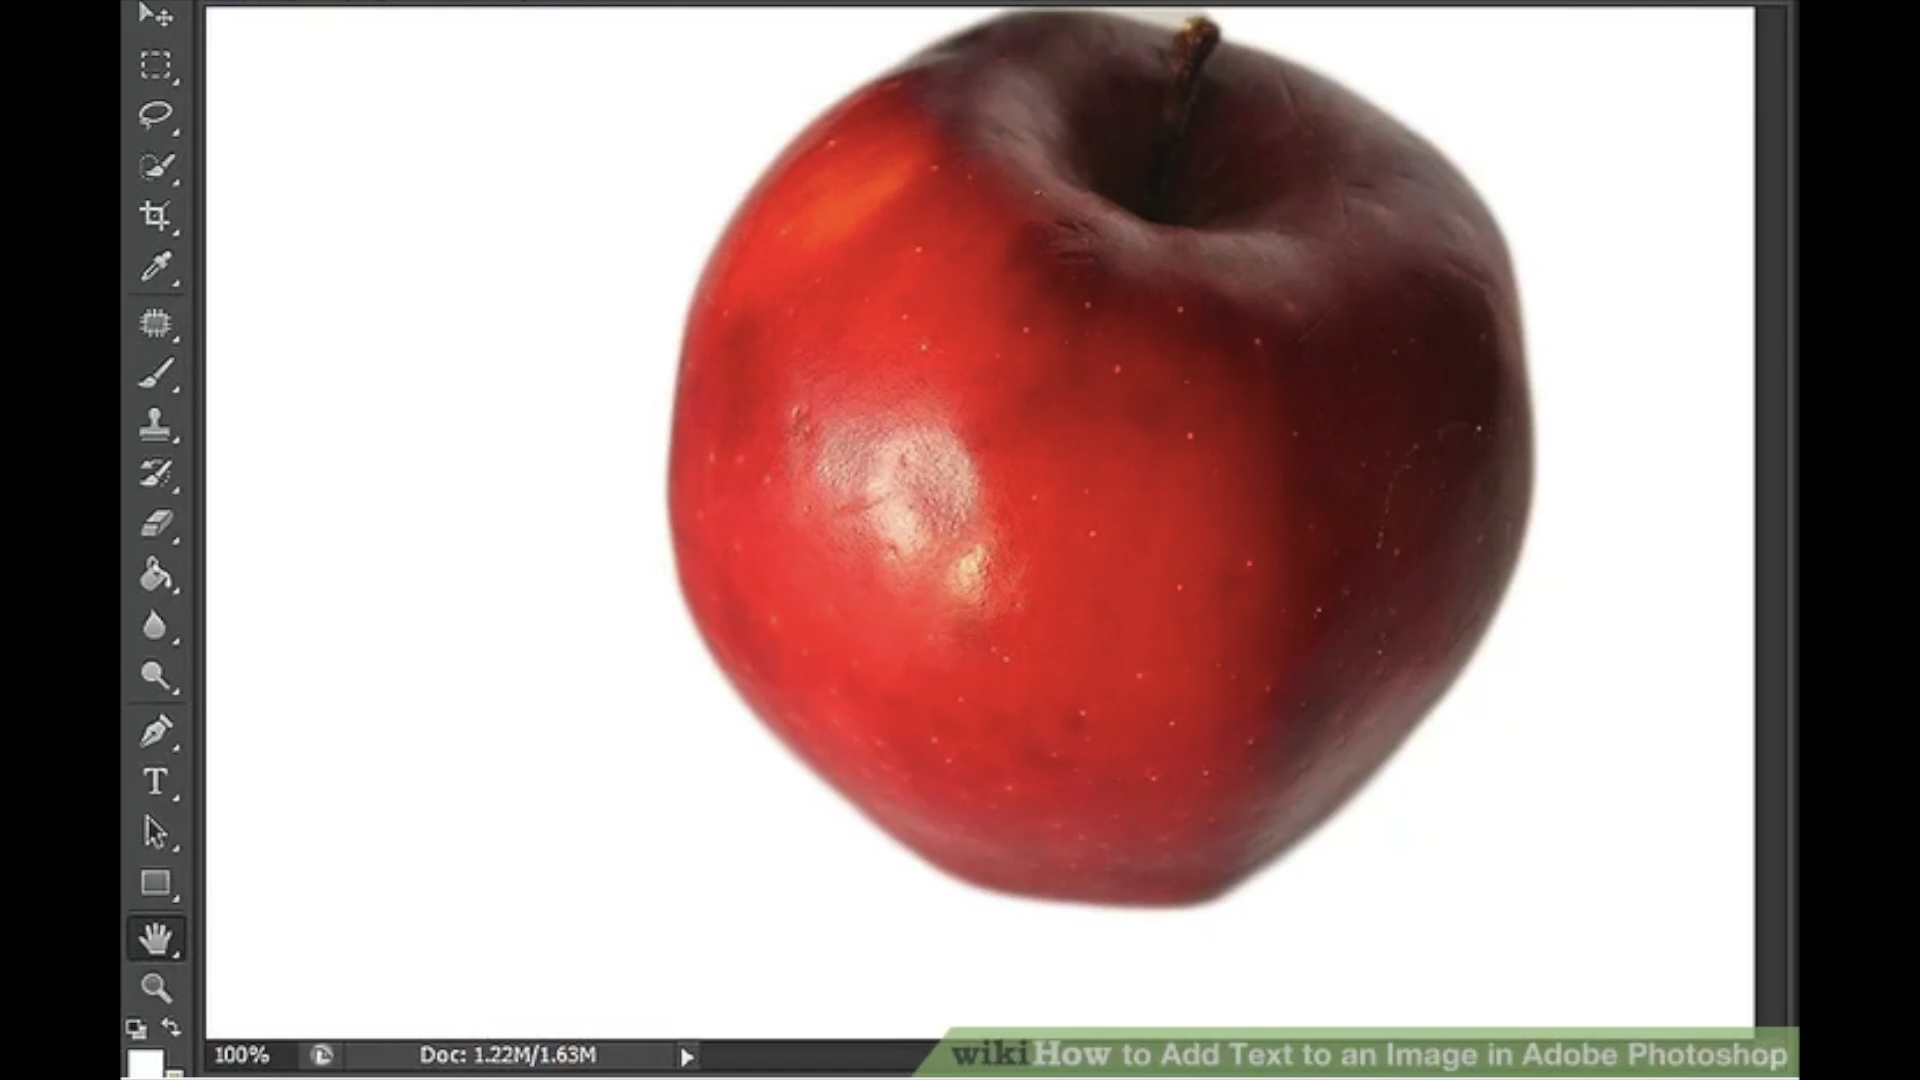 T
100%
Doc: 1.22M/1.63M
wikiHow to Add Text to an Image in Adobe Photoshop